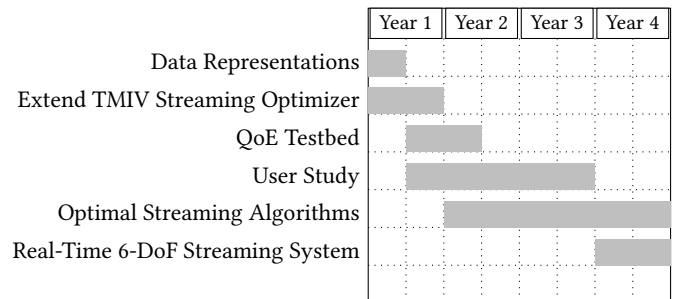 Year 1 Year 2 Year 3 Year 4
Data Representations
Extend TMIV Streaming Optimizer
QoE Testbed
User Study
Optimal Streaming Algorithms
Real-Time 6-DoF Streaming System